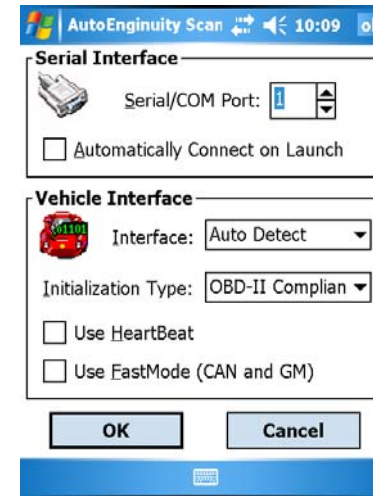 AutoEnginuity Scan 10:09
Serial Interface
Serial/COM Port: 1
Automatically Connect on Launch
Vehicle Interface
01101
Interface: Auto Detect
Initialization Type: OBD-II Complian
Use HeartBeat
Use FastMode (CAN and GM)
OK Cancel